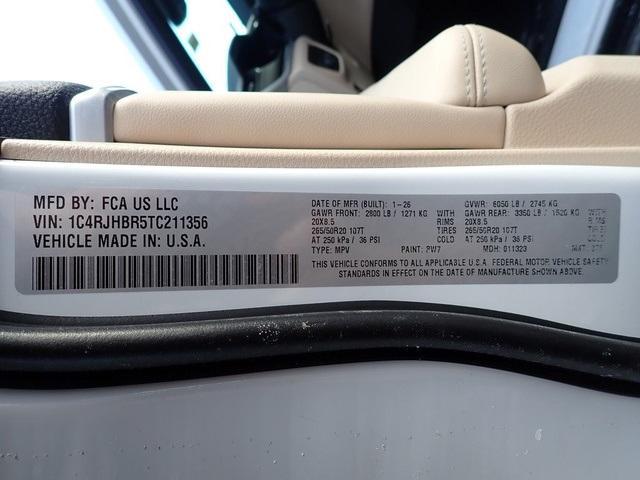 MFD BY: FCA US LLC
VIN: 1C4RJHBR5TC211356
VEHICLE MADE IN: U.S.A.
DATE OF MFR (BUILT): 1-26 GVWR: 6050 LB / 2745 KG
GAWR FRONT: 2800 LB / 1271 KG GAWR REAR: 3350 LB / 1520 KG
20X8.5 20X8.5 RIMS
265/50R20 107T TIRES 265/50R20 107T TIRES
AT 250 kPa / 36 PSI COLD AT 250 kPa / 36 PSI COLD
TYPE: MPV PAINT: PW7 MDH: 011323
THIS VEHICLE CONFORMS TO ALL APPLICABLE U.S.A. FEDERAL MOTOR VEHICLE SAFETY
STANDARDS IN EFFECT ON THE DATE OF MANUFACTURE SHOWN ABOVE.